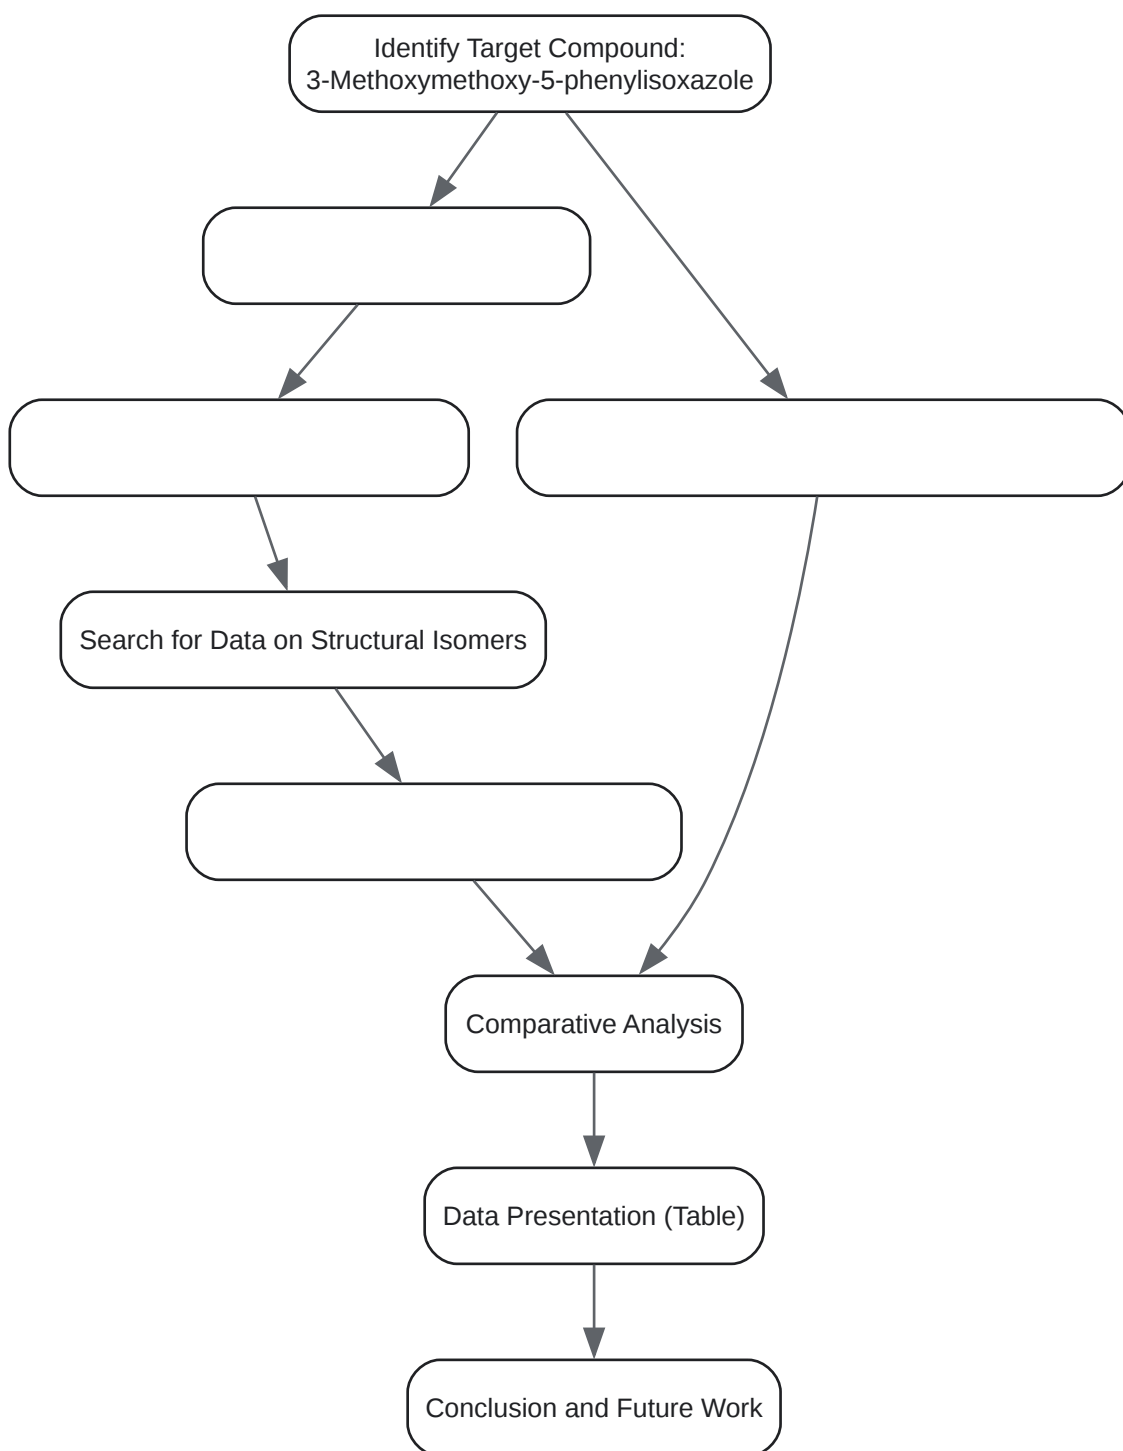 Identify Target Compound:
3-Methoxymethoxy-5-phenylisoxazole
Search for Data on Structural Isomers
Comparative Analysis
Data Presentation (Table)
Conclusion and Future Work